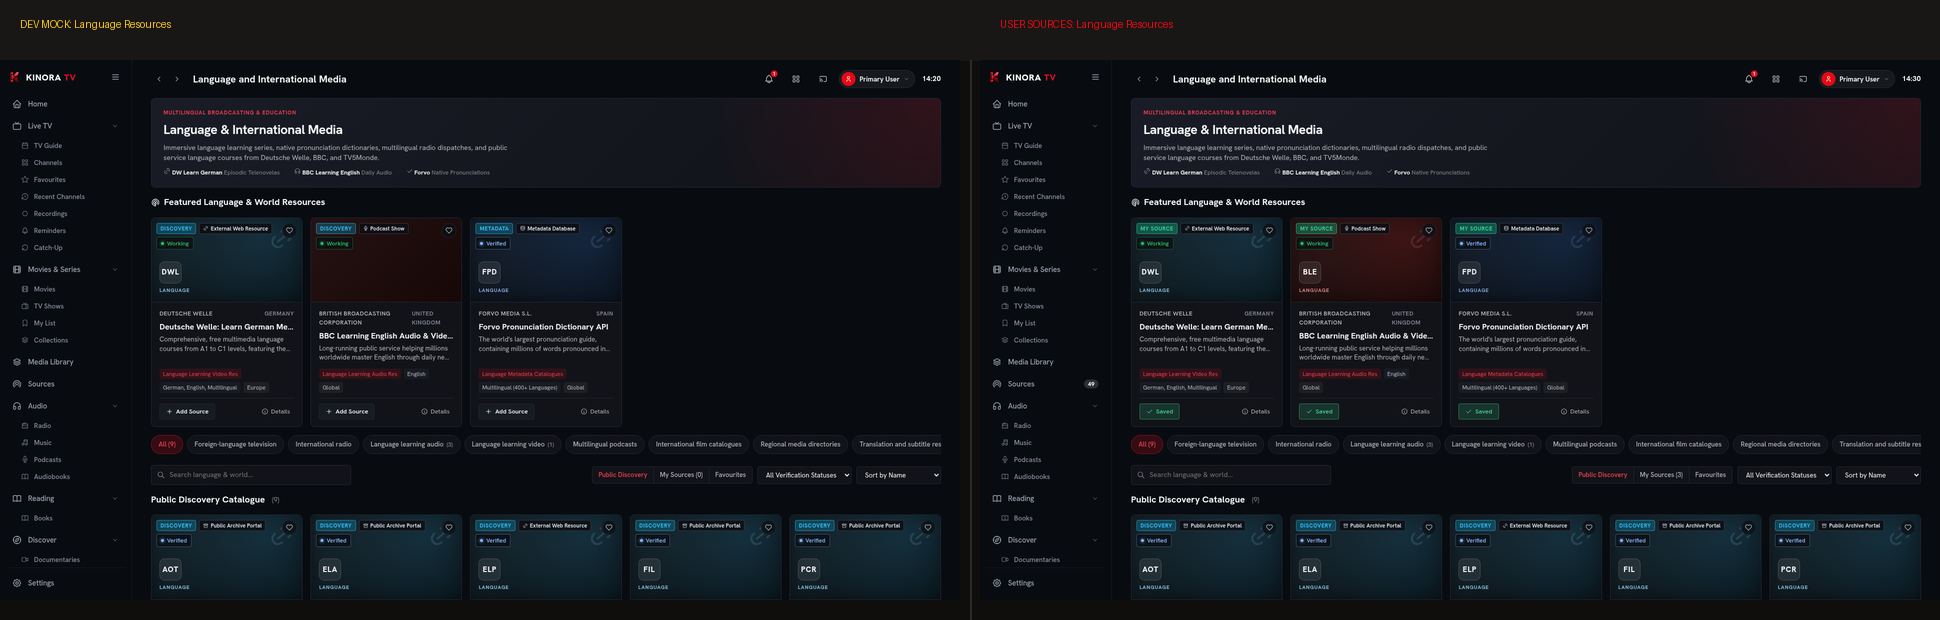 DEV MOCK: Language Resources
KINORA TV
Language and International Media
1
Primary User
14:20
Home
Live TV
TV Guide
Channels
Favourites
Recent Channels
Recordings
Reminders
Catch-Up
Movies & Series
Movies
TV Shows
My List
Collections
Media Library
Sources
Audio
Radio
Music
Podcasts
Audiobooks
Reading
Books
Discover
Documentaries
Settings
MULTILINGUAL BROADCASTING & EDUCATION
Language & International Media
Immersive language learning series, native pronunciation dictionaries, multilingual radio dispatches, and public
service language courses from Deutsche Welle, BBC, and TV5Monde.
DW Learn German Episodic Telenovelas
BBC Learning English Daily Audio
Forvo Native Pronunciations
Featured Language & World Resources
DISCOVERY
External Web Resource
Working
DWL
LANGUAGE
DEUTSCHE WELLE
GERMANY
Deutsche Welle: Learn German Me...
Comprehensive, free multimedia language
courses from A1 to C1 levels, featuring the...
Language Learning Video Res
German, English, Multilingual
Europe
+ Add Source
Details
DISCOVERY
Podcast Show
Working
BRITISH BROADCASTING
CORPORATION
UNITED
KINGDOM
BBC Learning English Audio & Vide...
Long-running public service helping millions
worldwide master English through daily ne...
Language Learning Audio Res
English
Global
+ Add Source
Details
METADATA
Metadata Database
Verified
FPD
LANGUAGE
FORVO MEDIA S.L.
SPAIN
Forvo Pronunciation Dictionary API
The world's largest pronunciation guide,
containing millions of words pronounced in...
Language Metadata Catalogues
Multilingual (400+ Languages)
Global
+ Add Source
Details
All (9)
Foreign-language television
International radio
Language learning audio (3)
Language learning video (1)
Multilingual podcasts
International film catalogues
Regional media directories
Translation and subtitle res
Search language & world...
Public Discovery
My Sources (0)
Favourites
All Verification Statuses
Sort by Name
Public Discovery Catalogue (9)
DISCOVERY
Public Archive Portal
Verified
AOT
LANGUAGE
DISCOVERY
Public Archive Portal
Verified
ELA
LANGUAGE
DISCOVERY
External Web Resource
Verified
ELP
LANGUAGE
DISCOVERY
Public Archive Portal
Verified
FIL
LANGUAGE
DISCOVERY
Public Archive Portal
Verified
PCR
LANGUAGE
USER SOURCES: Language Resources
KINORA TV
Language and International Media
1
Primary User
14:30
Home
Live TV
TV Guide
Channels
Favourites
Recent Channels
Recordings
Reminders
Catch-Up
Movies & Series
Movies
TV Shows
My List
Collections
Media Library
Sources
49
Audio
Radio
Music
Podcasts
Audiobooks
Reading
Books
Discover
Documentaries
Settings
MULTILINGUAL BROADCASTING & EDUCATION
Language & International Media
Immersive language learning series, native pronunciation dictionaries, multilingual radio dispatches, and public
service language courses from Deutsche Welle, BBC, and TV5Monde.
DW Learn German Episodic Telenovelas
BBC Learning English Daily Audio
Forvo Native Pronunciations
Featured Language & World Resources
MY SOURCE
External Web Resource
Working
DWL
LANGUAGE
DEUTSCHE WELLE
GERMANY
Deutsche Welle: Learn German Me...
Comprehensive, free multimedia language
courses from A1 to C1 levels, featuring the...
Language Learning Video Res
German, English, Multilingual
Europe
Saved
Details
MY SOURCE
Podcast Show
Working
BLE
LANGUAGE
BRITISH BROADCASTING
CORPORATION
UNITED
KINGDOM
BBC Learning English Audio & Vide...
Long-running public service helping millions
worldwide master English through daily ne...
Language Learning Audio Res
English
Global
Saved
Details
MY SOURCE
Metadata Database
Verified
FPD
LANGUAGE
FORVO MEDIA S.L.
SPAIN
Forvo Pronunciation Dictionary API
The world's largest pronunciation guide,
containing millions of words pronounced in...
Language Metadata Catalogues
Multilingual (400+ Languages)
Global
Saved
Details
All (9)
Foreign-language television
International radio
Language learning audio (3)
Language learning video (1)
Multilingual podcasts
International film catalogues
Regional media directories
Translation and subtitle res
Search language & world...
Public Discovery
My Sources (3)
Favourites
All Verification Statuses
Sort by Name
Public Discovery Catalogue (9)
DISCOVERY
Public Archive Portal
Verified
AOT
LANGUAGE
DISCOVERY
Public Archive Portal
Verified
ELA
LANGUAGE
DISCOVERY
External Web Resource
Verified
ELP
LANGUAGE
DISCOVERY
Public Archive Portal
Verified
FIL
LANGUAGE
DISCOVERY
Public Archive Portal
Verified
PCR
LANGUAGE